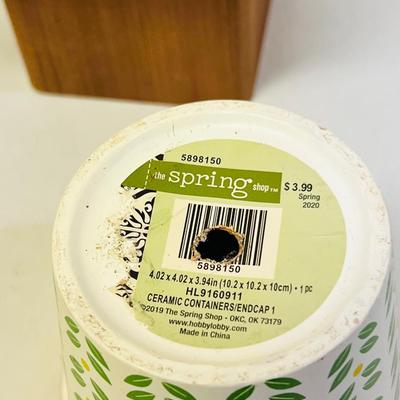 5898150
the spring shop™
$ 3.99
Spring
2020
5898150
4.02 x 4.02 x 3.94in (10.2 x 10.2 x 10cm) • 1 pc
HL9160911
CERAMIC CONTAINERS/ENDCAP 1
©2019 The Spring Shop - OKC, OK 73179
www.hobbylobby.com
Made in China